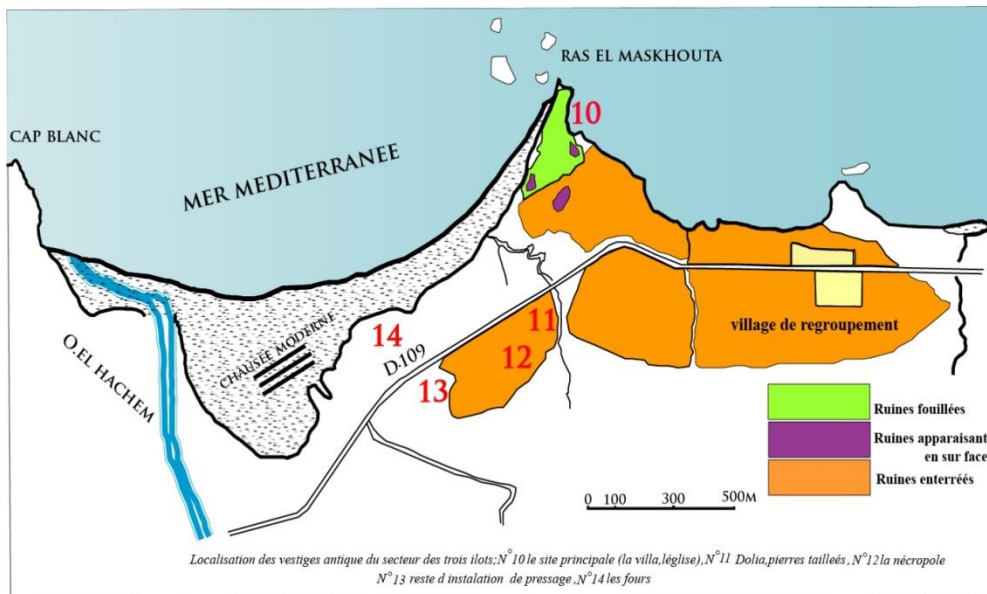 RAS EL MASKHOUTA
10
CAP BLANC
MER MEDITERRANEE
14
CHAUSÉE MODERNE
D.109
11
12
13
O.EL HACHEM
village de regroupement
Ruines fouillées
Ruines apparaisant
en sur face
Ruines enterréés
0 100 300 500M
Localisation des vestiges antique du secteur des trois ilots;N°10 le site principale (la villa,léglise),N°11 Dolia,pierres tailleés,N°12la nécropole
N°13 reste d instalation de pressage,N°14 les fours